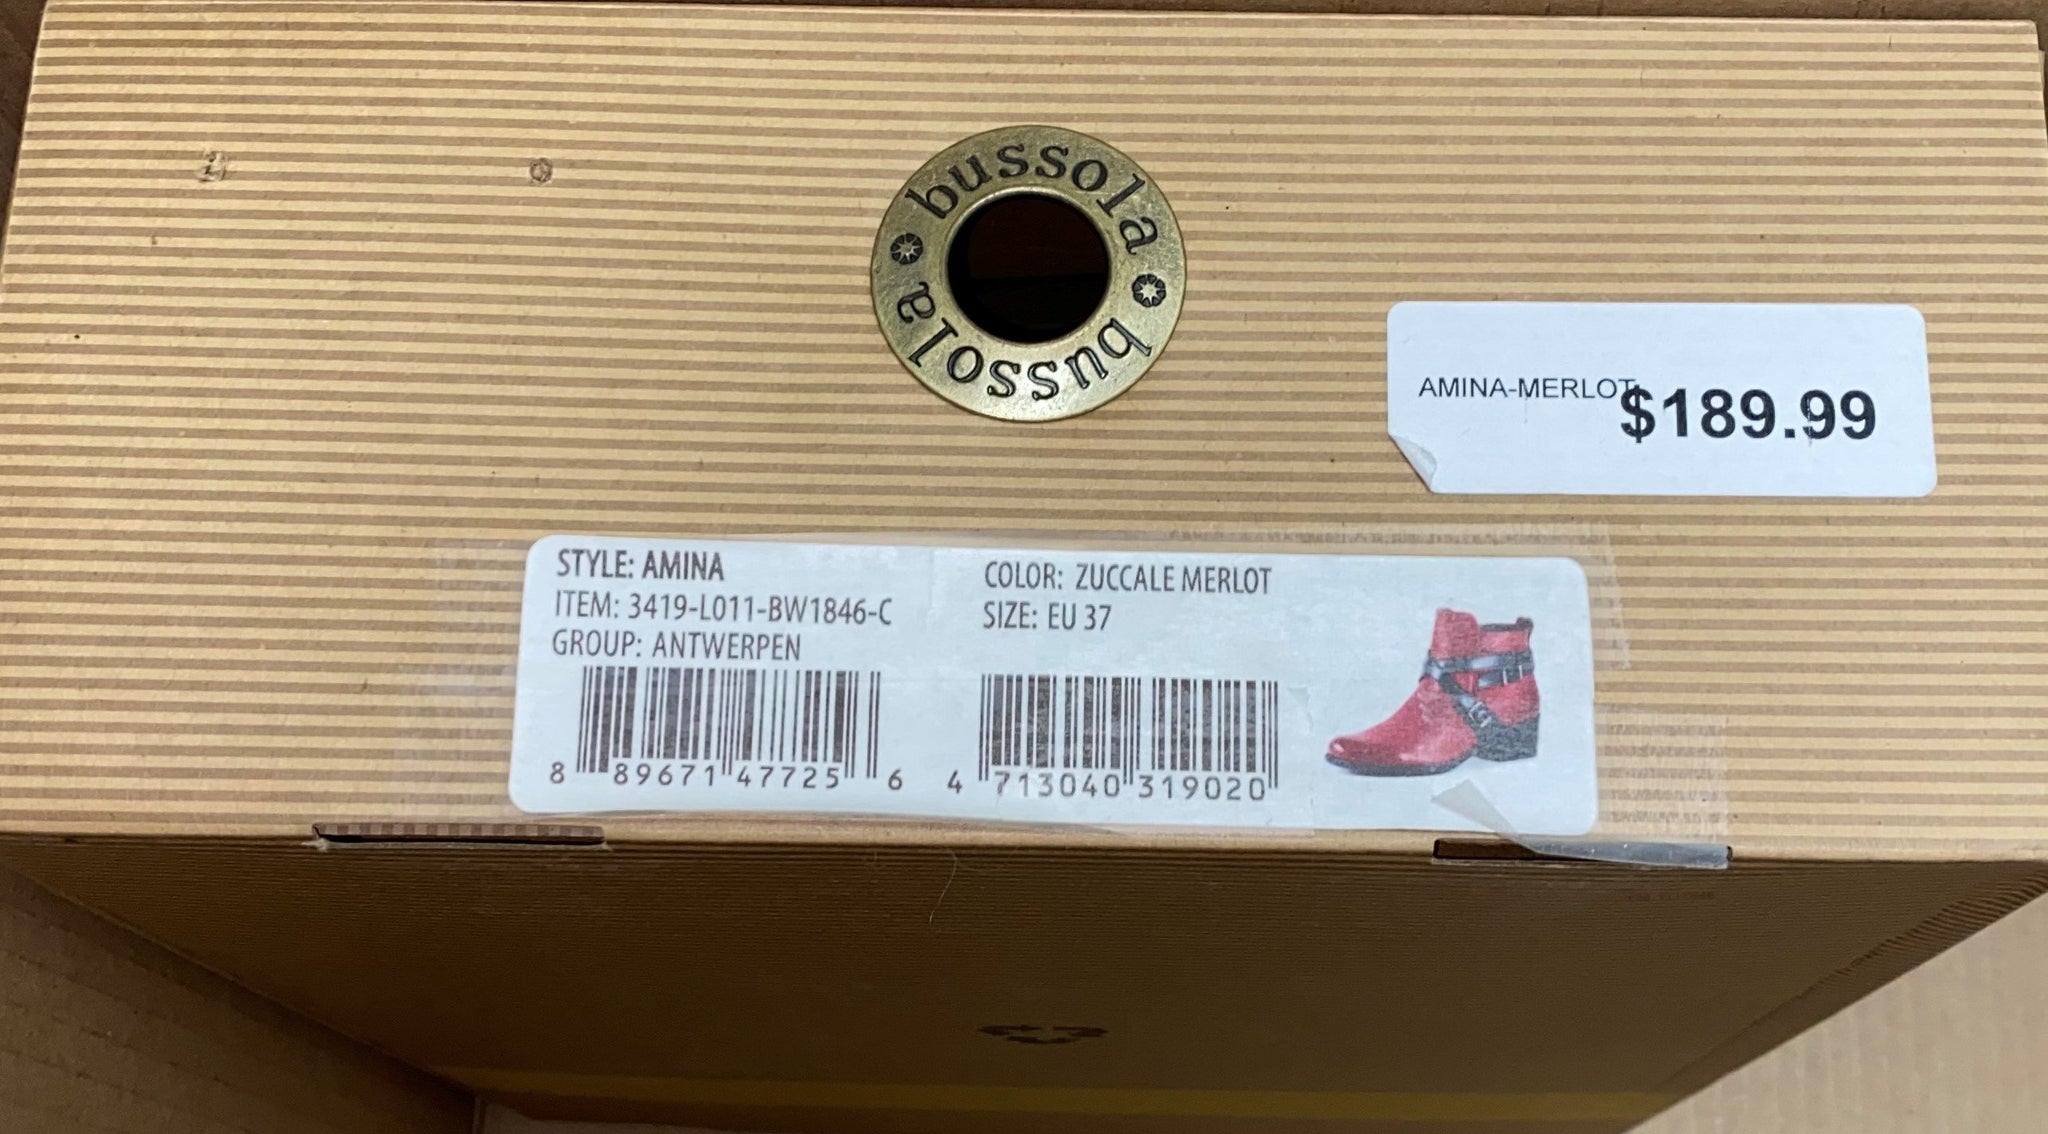 bussola
bussola
AMINA-MERLOT
$189.99
STYLE: AMINA
ITEM: 3419-L011-BW1846-C
GROUP: ANTWERPEN
COLOR: ZUCCALE MERLOT
SIZE: EU 37
8 89671 47725 6
4 713040 319020